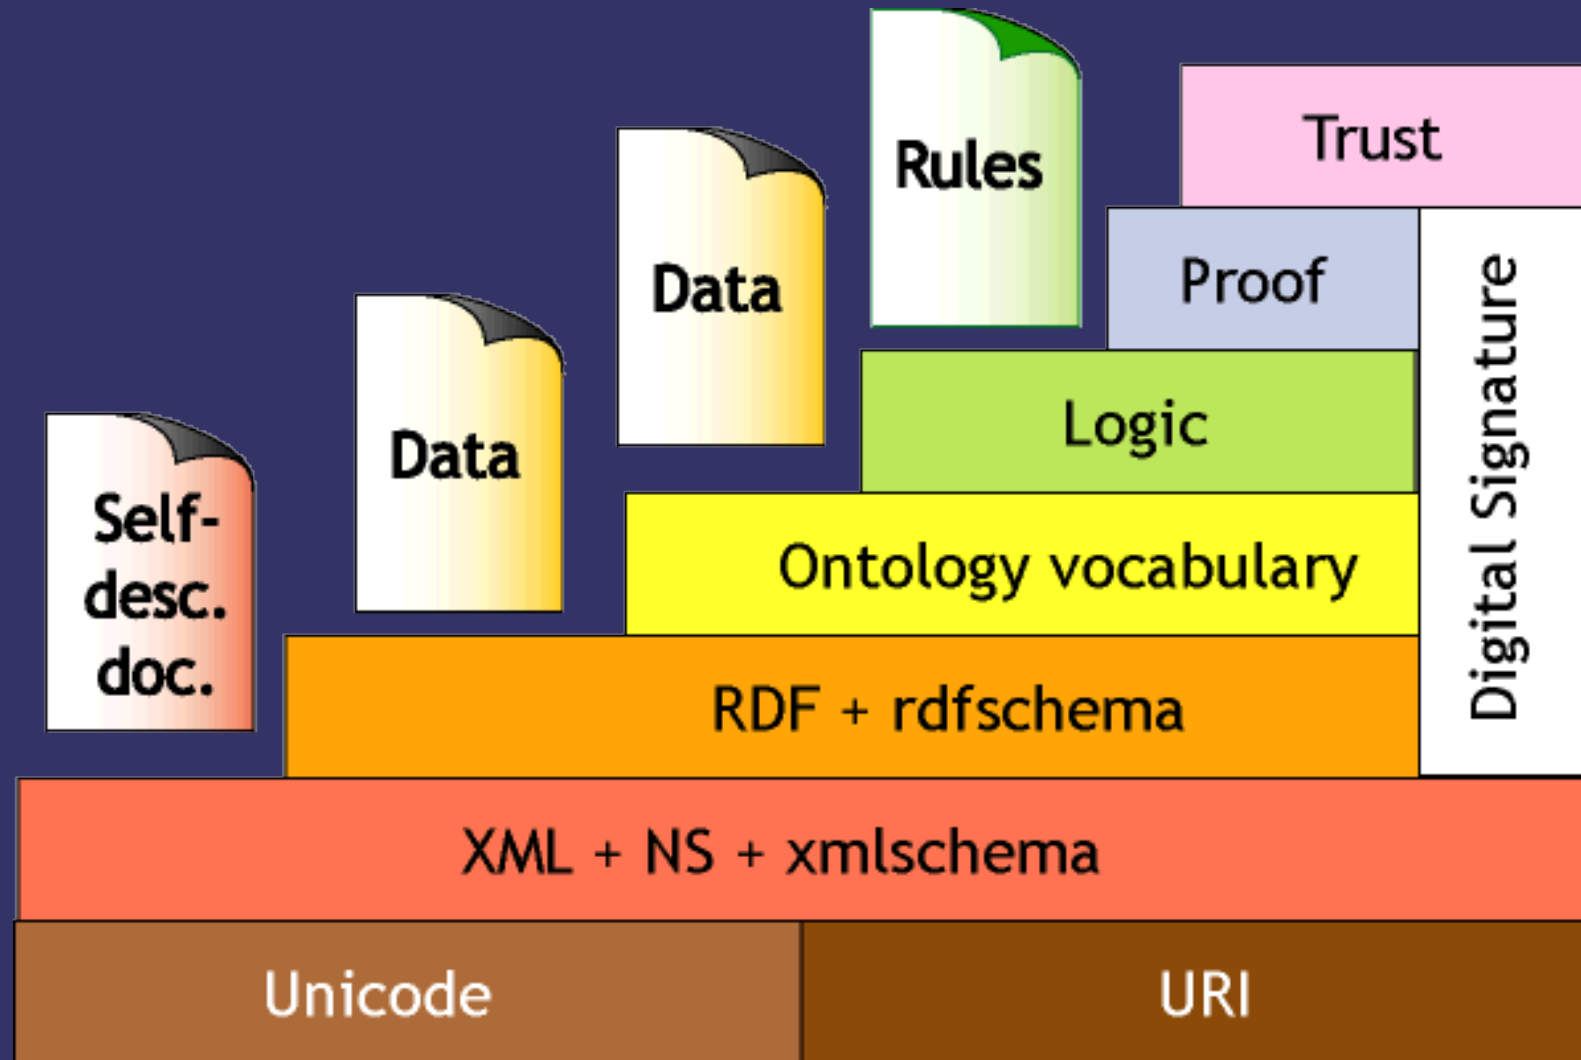 Rules
Trust
Data
Proof
Data
Logic
Self-
desc.
doc.
Ontology vocabulary
Digital Signature
RDF + rdfschema
XML + NS + xmlschema
Unicode
URI